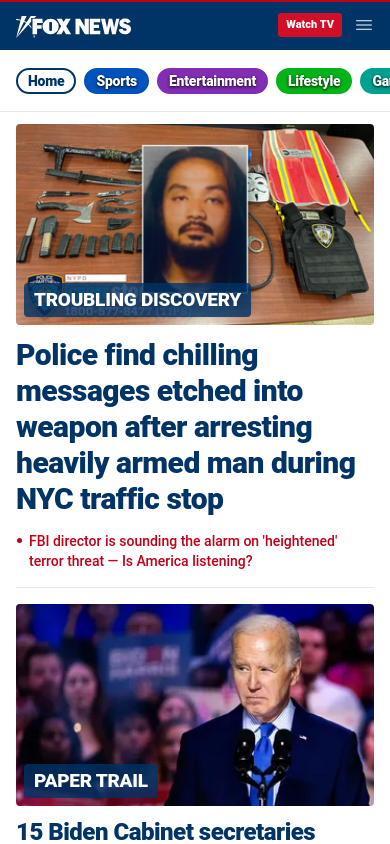 FOX NEWS
Watch TV
Home
Sports
Entertainment
Lifestyle
NYPD
TROUBLING DISCOVERY
Police find chilling
messages etched into
weapon after arresting
heavily armed man during
NYC traffic stop
• FBI director is sounding the alarm on 'heightened'
terror threat — Is America listening?
BIDEN
PAPER TRAIL
15 Biden Cabinet secretaries